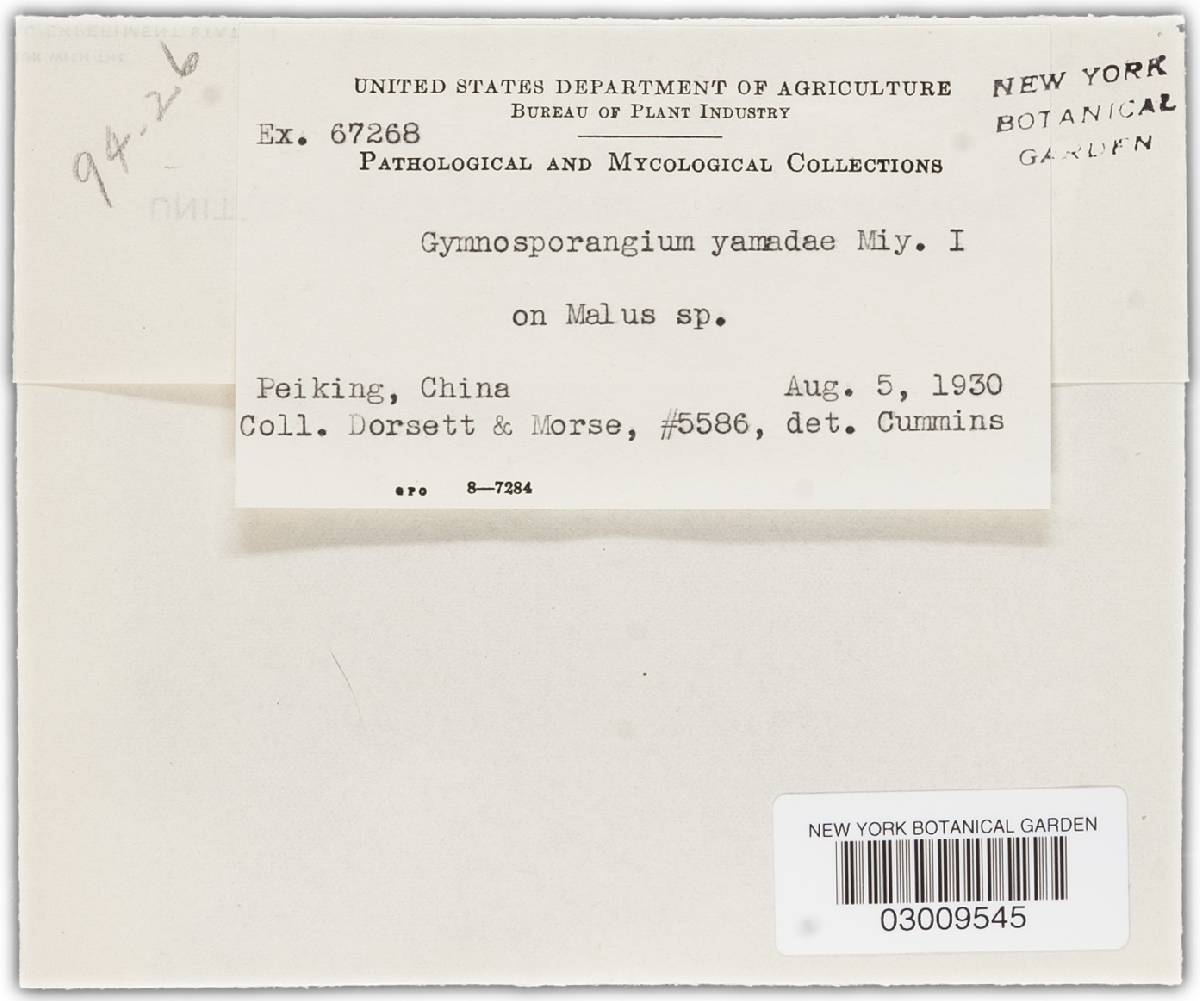 94-26
UNITED STATES DEPARTMENT OF AGRICULTURE
BUREAU OF PLANT INDUSTRY
Ex. 67268
PATHOLOGICAL AND MYCOLOGICAL COLLECTIONS
NEW YORK
BOTANICAL
GARDEN
Gymnosporangium yamadae Miy. I
on Malus sp.
Peiking, China Aug. 5, 1930
Coll. Dorsett & Morse, #5586, det. Cummins
GPO 8—7284
NEW YORK BOTANICAL GARDEN
03009545